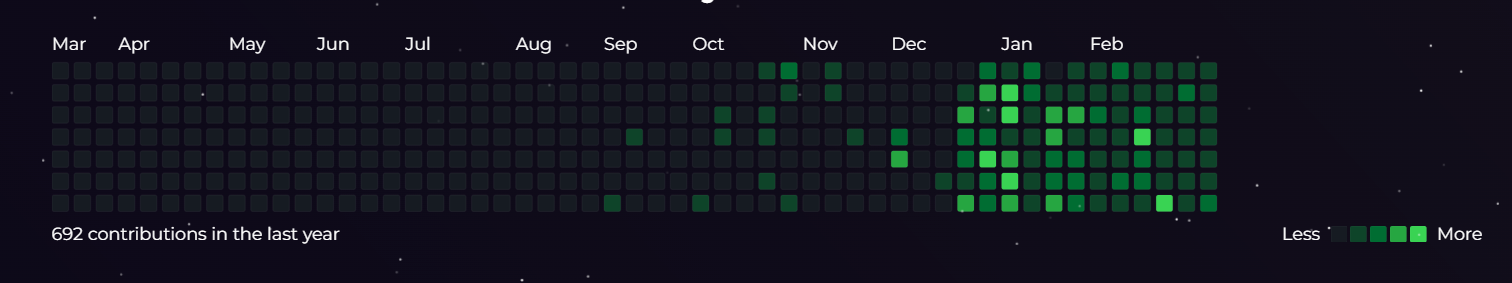 Mar Apr May Jun Jul Aug Sep Oct Nov Dec Jan Feb
692 contributions in the last year
Less More